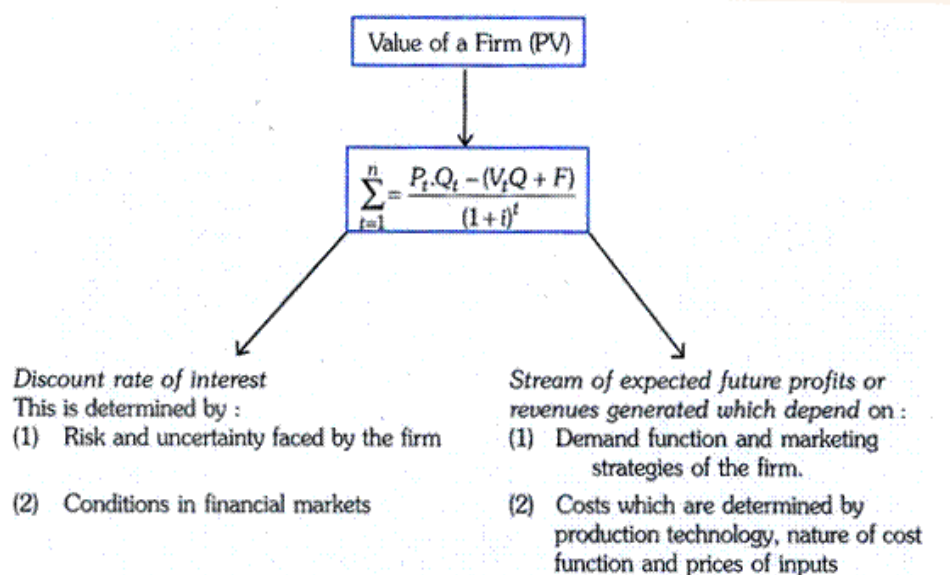 Value of a Firm (PV)
n
∑ = P_t.Q_t – (V_tQ + F)
t=1 (1+i)^t
Discount rate of interest
This is determined by :
(1) Risk and uncertainty faced by the firm
(2) Conditions in financial markets
Stream of expected future profits or
revenues generated which depend on :
(1) Demand function and marketing
strategies of the firm.
(2) Costs which are determined by
production technology, nature of cost
function and prices of inputs